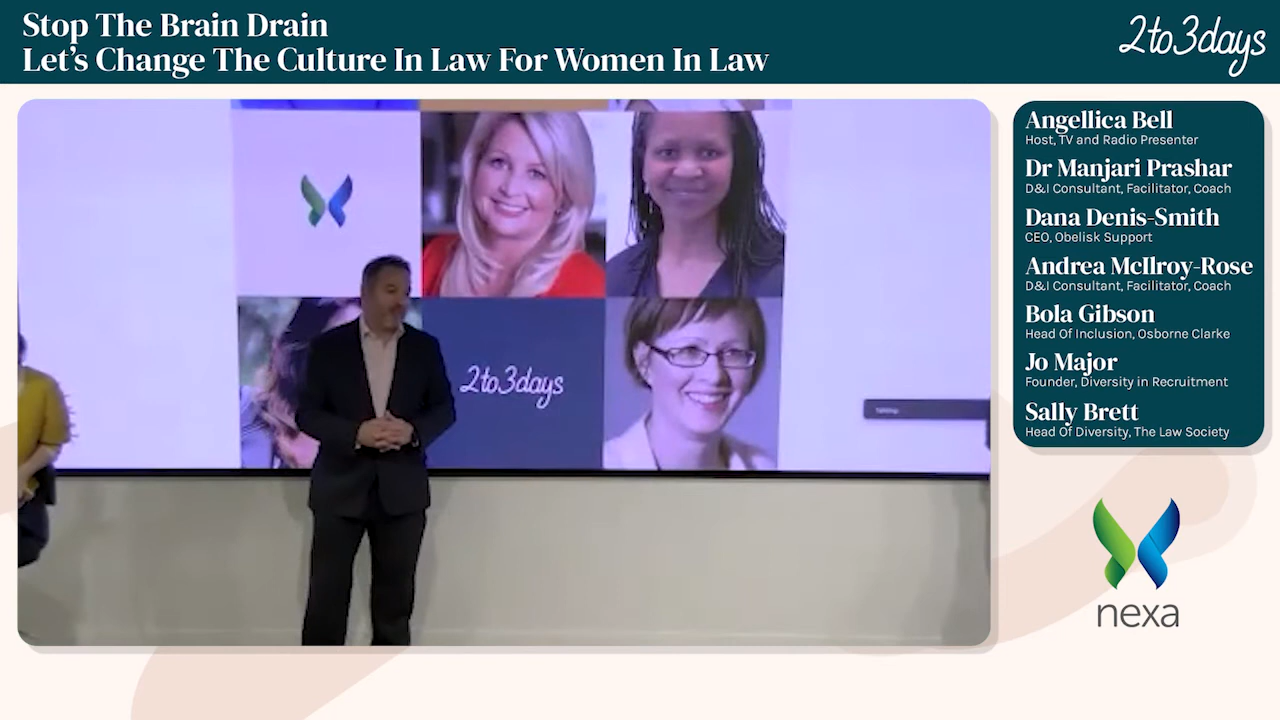 Stop The Brain Drain
Let's Change The Culture In Law For Women In Law
2to3days
Angellica Bell
Host, TV and Radio Presenter
Dr Manjari Prashar
D&I Consultant, Facilitator, Coach
Dana Denis-Smith
CEO, Obelisk Support
Andrea McIlroy-Rose
D&I Consultant, Facilitator, Coach
Bola Gibson
Head Of Inclusion, Osborne Clarke
Jo Major
Founder, Diversity in Recruitment
Sally Brett
Head Of Diversity, The Law Society
2to3days
nexa